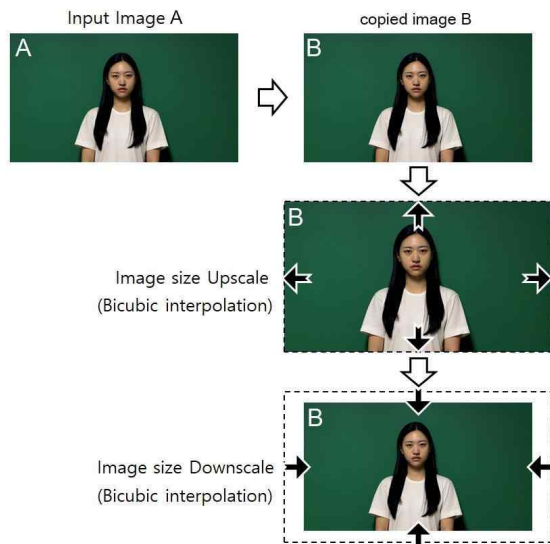 Input Image A
copied image B
A
B
B
Image size Upscale
(Bicubic interpolation)
B
Image size Downscale
(Bicubic interpolation)